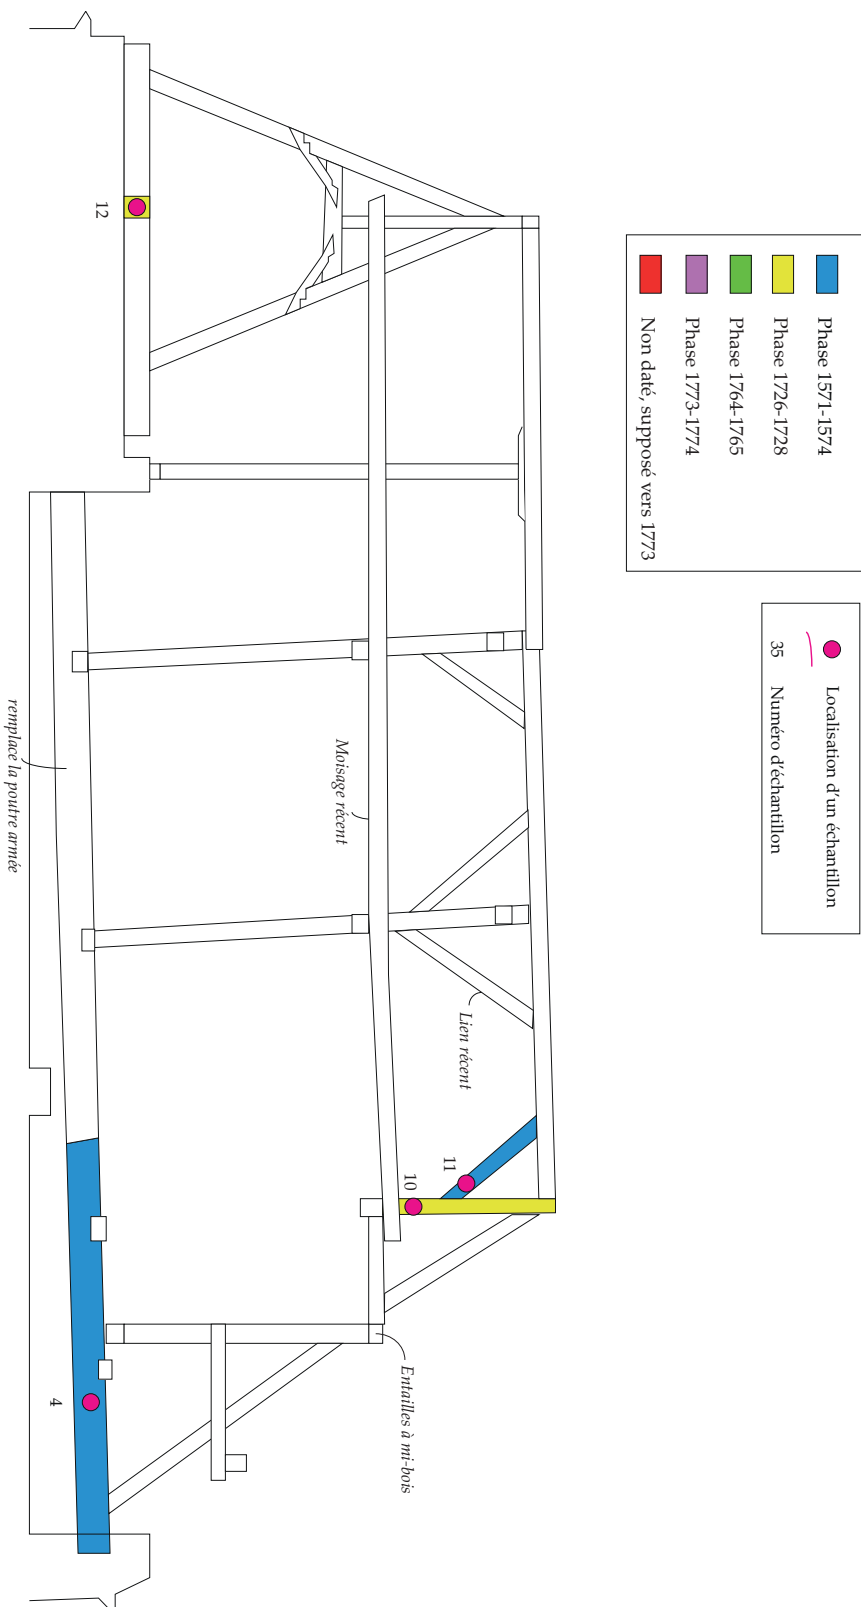 Phase 1571-1574
Phase 1726-1728
Phase 1764-1765
Phase 1773-1774
Non daté, supposé vers 1773
Localisation d'un échantillon
35 Numéro d'échantillon
Lien récent
11
10
Entailles à mi-bois
Moisage récent
12
4
remplace la poutre armée